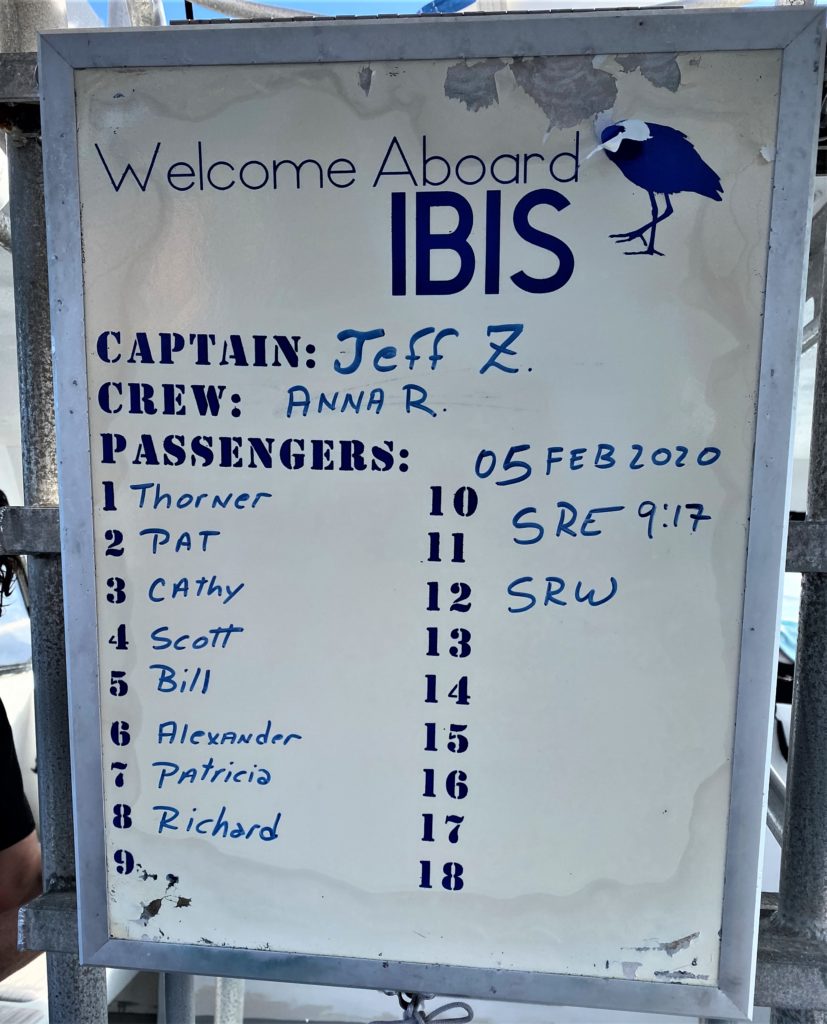 Welcome Aboard
IBIS
CAPTAIN: Jeff Z.
CREW: ANNA R.
PASSENGERS: 05 FEB 2020
1 Thorner
2 PAT
3 CAthy
4 Scott
5 Bill
6 AlexANder
7 PAtricia
8 Richard
9
10 SRE 9:17
11
12 SRW
13
14
15
16
17
18